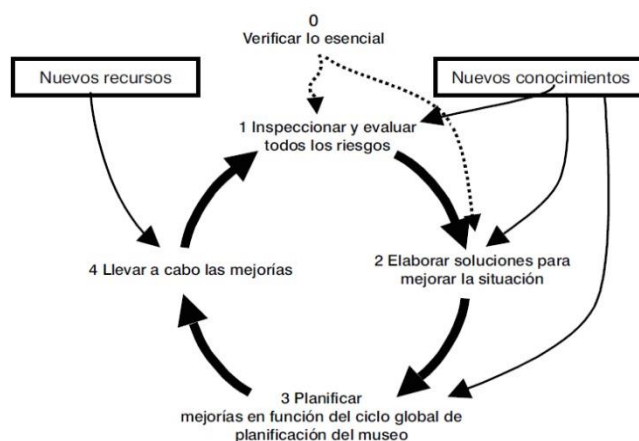 0
Verificar lo esencial
Nuevos recursos
Nuevos conocimientos
1 Inspeccionar y evaluar
todos los riesgos
4 Llevar a cabo las mejorías
2 Elaborar soluciones para
mejorar la situación
3 Planificar
mejorías en función del ciclo global de
planificación del museo